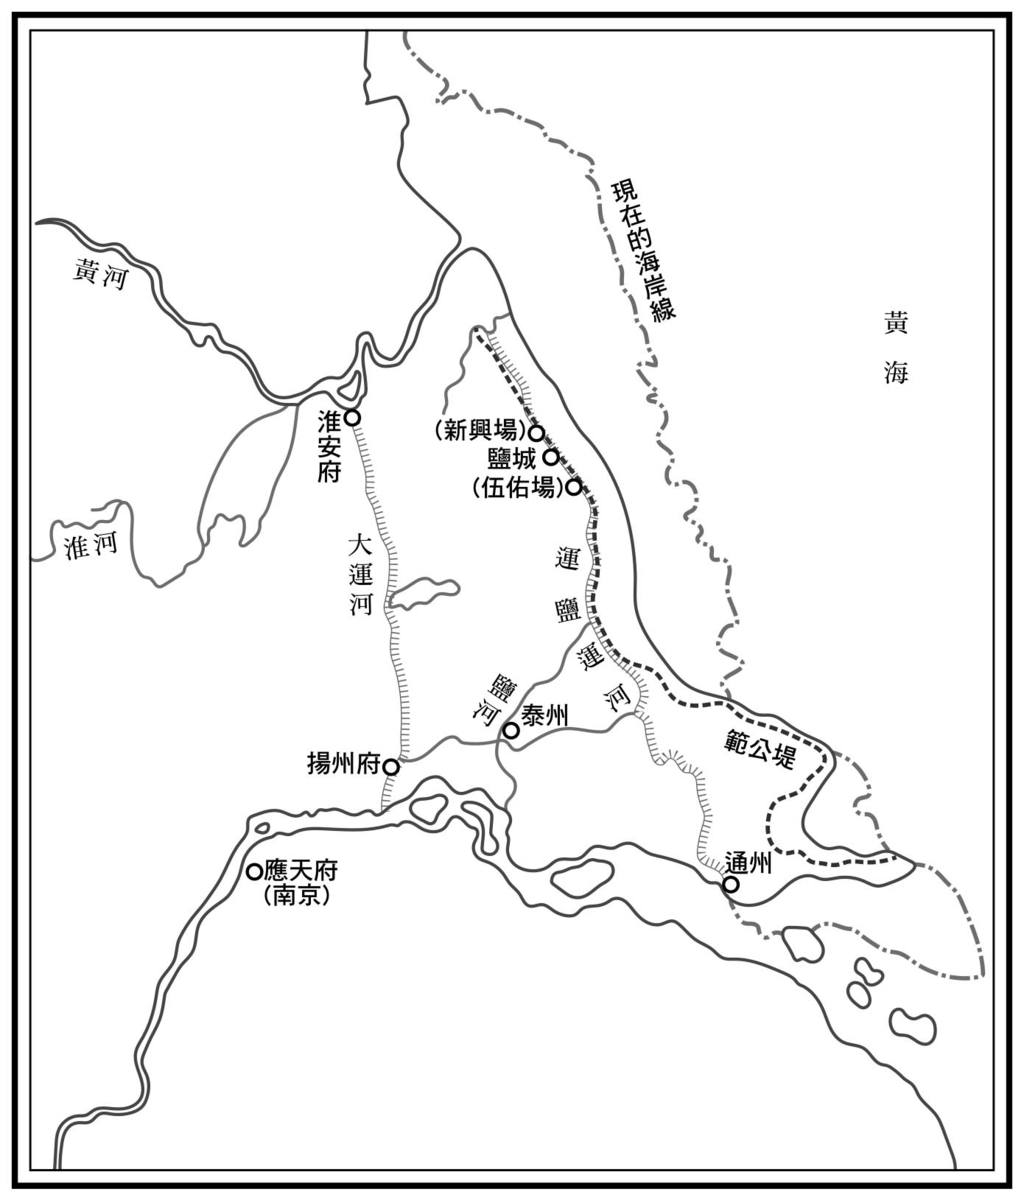 現在的海岸線
黃河
黃海
淮安府
(新興場)
鹽城
(伍佑場)
淮河
大運河
運鹽運河
鹽河
泰州
範公堤
揚州府
通州
應天府
(南京)